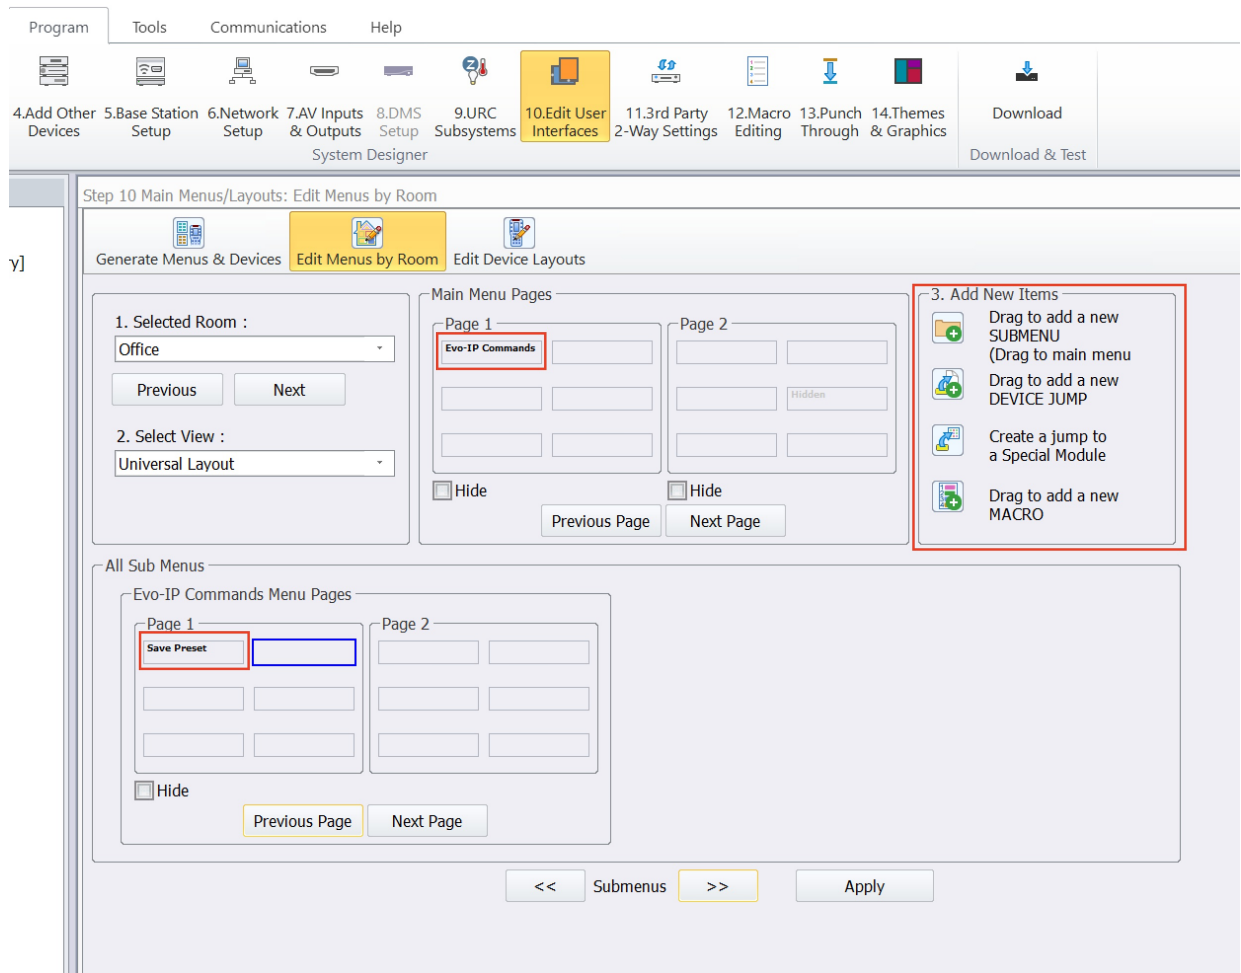 Program Tools Communications Help
4.Add Other 5.Base Station 6.Network 7.AV Inputs 8.DMS 9.URC 10.Edit User 11.3rd Party 12.Macro 13.Punch 14.Themes Download
Devices Setup Setup & Outputs Setup Subsystems Interfaces 2-Way Settings Editing Through & Graphics
System Designer Download & Test
Step 10 Main Menus/Layouts: Edit Menus by Room
Generate Menus & Devices Edit Menus by Room Edit Device Layouts
y]
1. Selected Room :
Office
Previous Next
2. Select View :
Universal Layout
Main Menu Pages
Page 1 Page 2
Evo-IP Commands
Hidden
Hide Hide
Previous Page Next Page
3. Add New Items
Drag to add a new
SUBMENU
(Drag to main menu
Drag to add a new
DEVICE JUMP
Create a jump to
a Special Module
Drag to add a new
MACRO
All Sub Menus
Evo-IP Commands Menu Pages
Page 1 Page 2
Save Preset
Hide
Previous Page Next Page
<< Submenus >> Apply